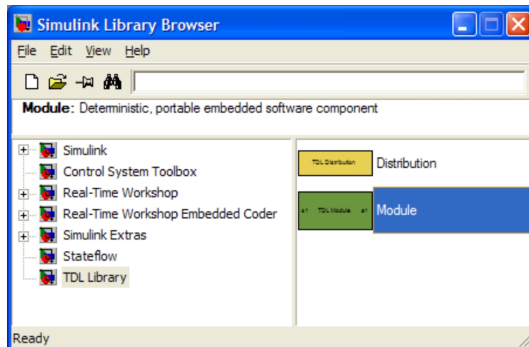 Simulink Library Browser
File Edit View Help
Module: Deterministic, portable embedded software component
Simulink
Control System Toolbox
Real-Time Workshop
Real-Time Workshop Embedded Coder
Simulink Extras
Stateflow
TDL Library
TDL Distribution
Distribution
TDL Module
Module
Ready